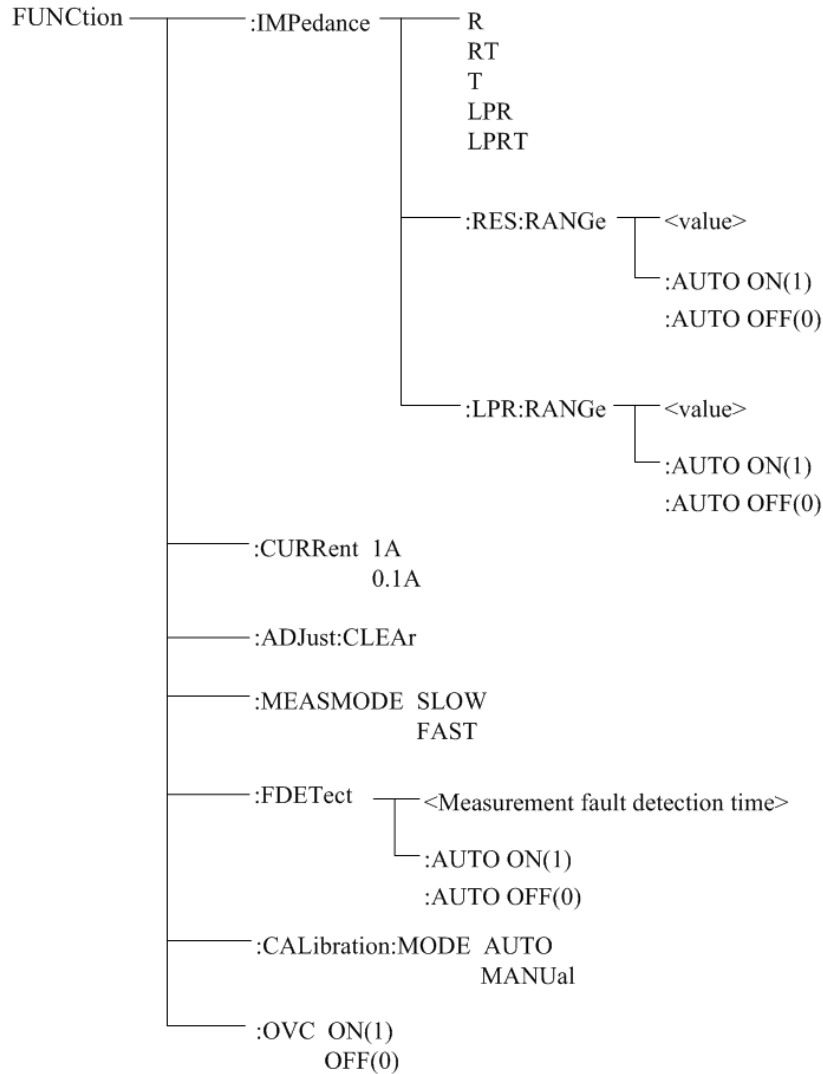 FUNCtion :IMPedance R
RT
T
LPR
LPRT
:RES:RANGe <value>
:AUTO ON(1)
:AUTO OFF(0)
:LPR:RANGe <value>
:AUTO ON(1)
:AUTO OFF(0)
:CURRent 1A
0.1A
:ADJust:CLEAr
:MEASMODE SLOW
FAST
:FDETect <Measurement fault detection time>
:AUTO ON(1)
:AUTO OFF(0)
:CALibration:MODE AUTO
MANUal
:OVC ON(1)
OFF(0)